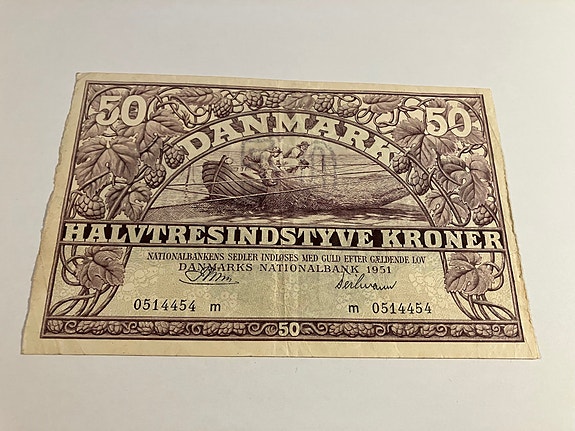 50 50
DANMARK
HALVTRESINDSTYVE KRONER
NATIONALBANKENS SEDLER INDLØSES MED GULD EFTER GÆLDENDE LOV
DANMARKS NATIONALBANK 1951
0514454 m m 0514454
50